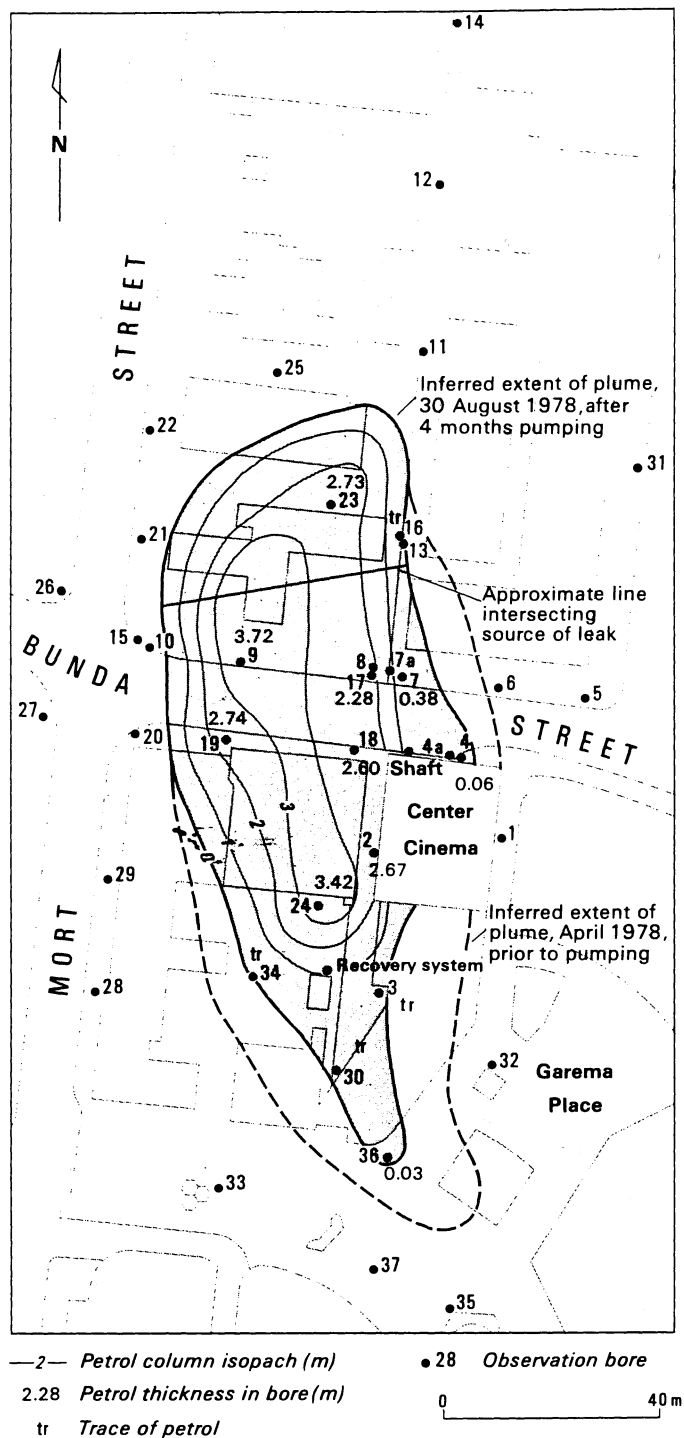 14
N
12
STREET
11
25
Inferred extent of plume,
30 August 1978, after
4 months pumping
22
31
2.73
23
tr
16
21
13
26
Approximate line
intersecting
source of leak
15
10
3.72
9
8
7a
17
7
6
5
BUNDA
2.28
0.38
STREET
27
2.74
20
19
18
4a
4
2.60
Shaft
0.06
3
Center
2
Cinema
1
2
2.67
1
tr
0
29
3.42
24
Inferred extent of
plume, April 1978,
prior to pumping
MORT
tr
34
Recovery system
28
3
tr
tr
32
30
Garema
Place
36
0.03
33
37
35
—2— Petrol column isopach (m)
28 Observation bore
2.28 Petrol thickness in bore (m)
tr Trace of petrol
0 40 m